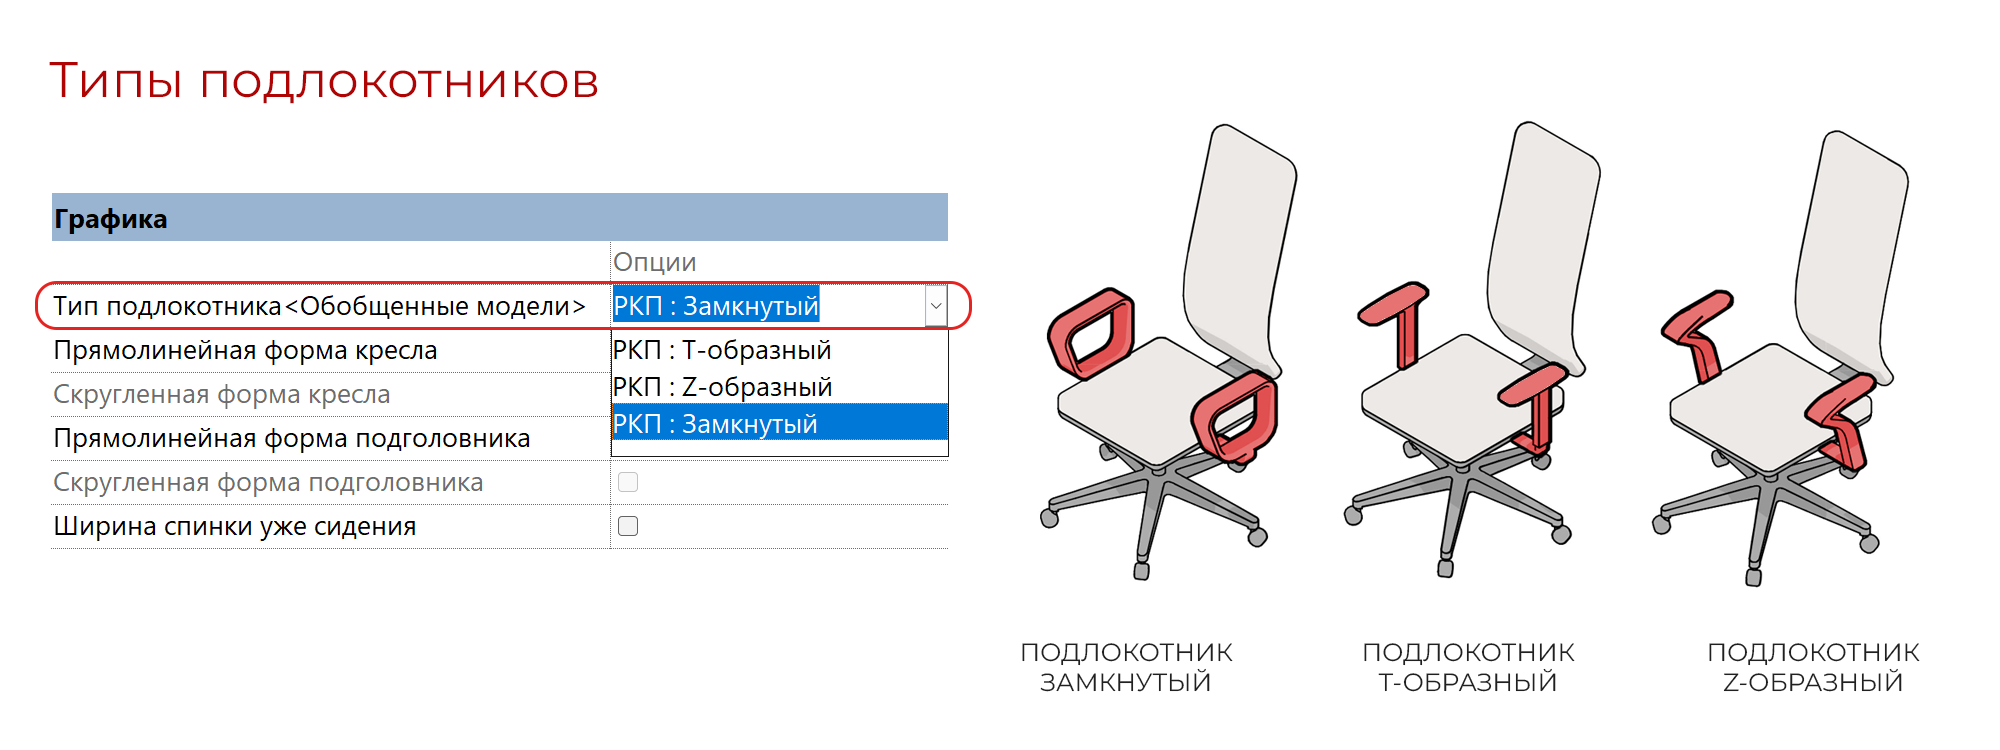 Типы подлокотников
Графика
Опции
Тип подлокотника<Обобщенные модели>
РКП : Замкнутый
Прямолинейная форма кресла
РКП : Т-образный
РКП : Z-образный
Скругленная форма кресла
РКП : Замкнутый
Прямолинейная форма подголовника
Скругленная форма подголовника
Ширина спинки уже сидения
ПОДЛОКОТНИК
ЗАМКНУТЫЙ
ПОДЛОКОТНИК
Т-ОБРАЗНЫЙ
ПОДЛОКОТНИК
Z-ОБРАЗНЫЙ